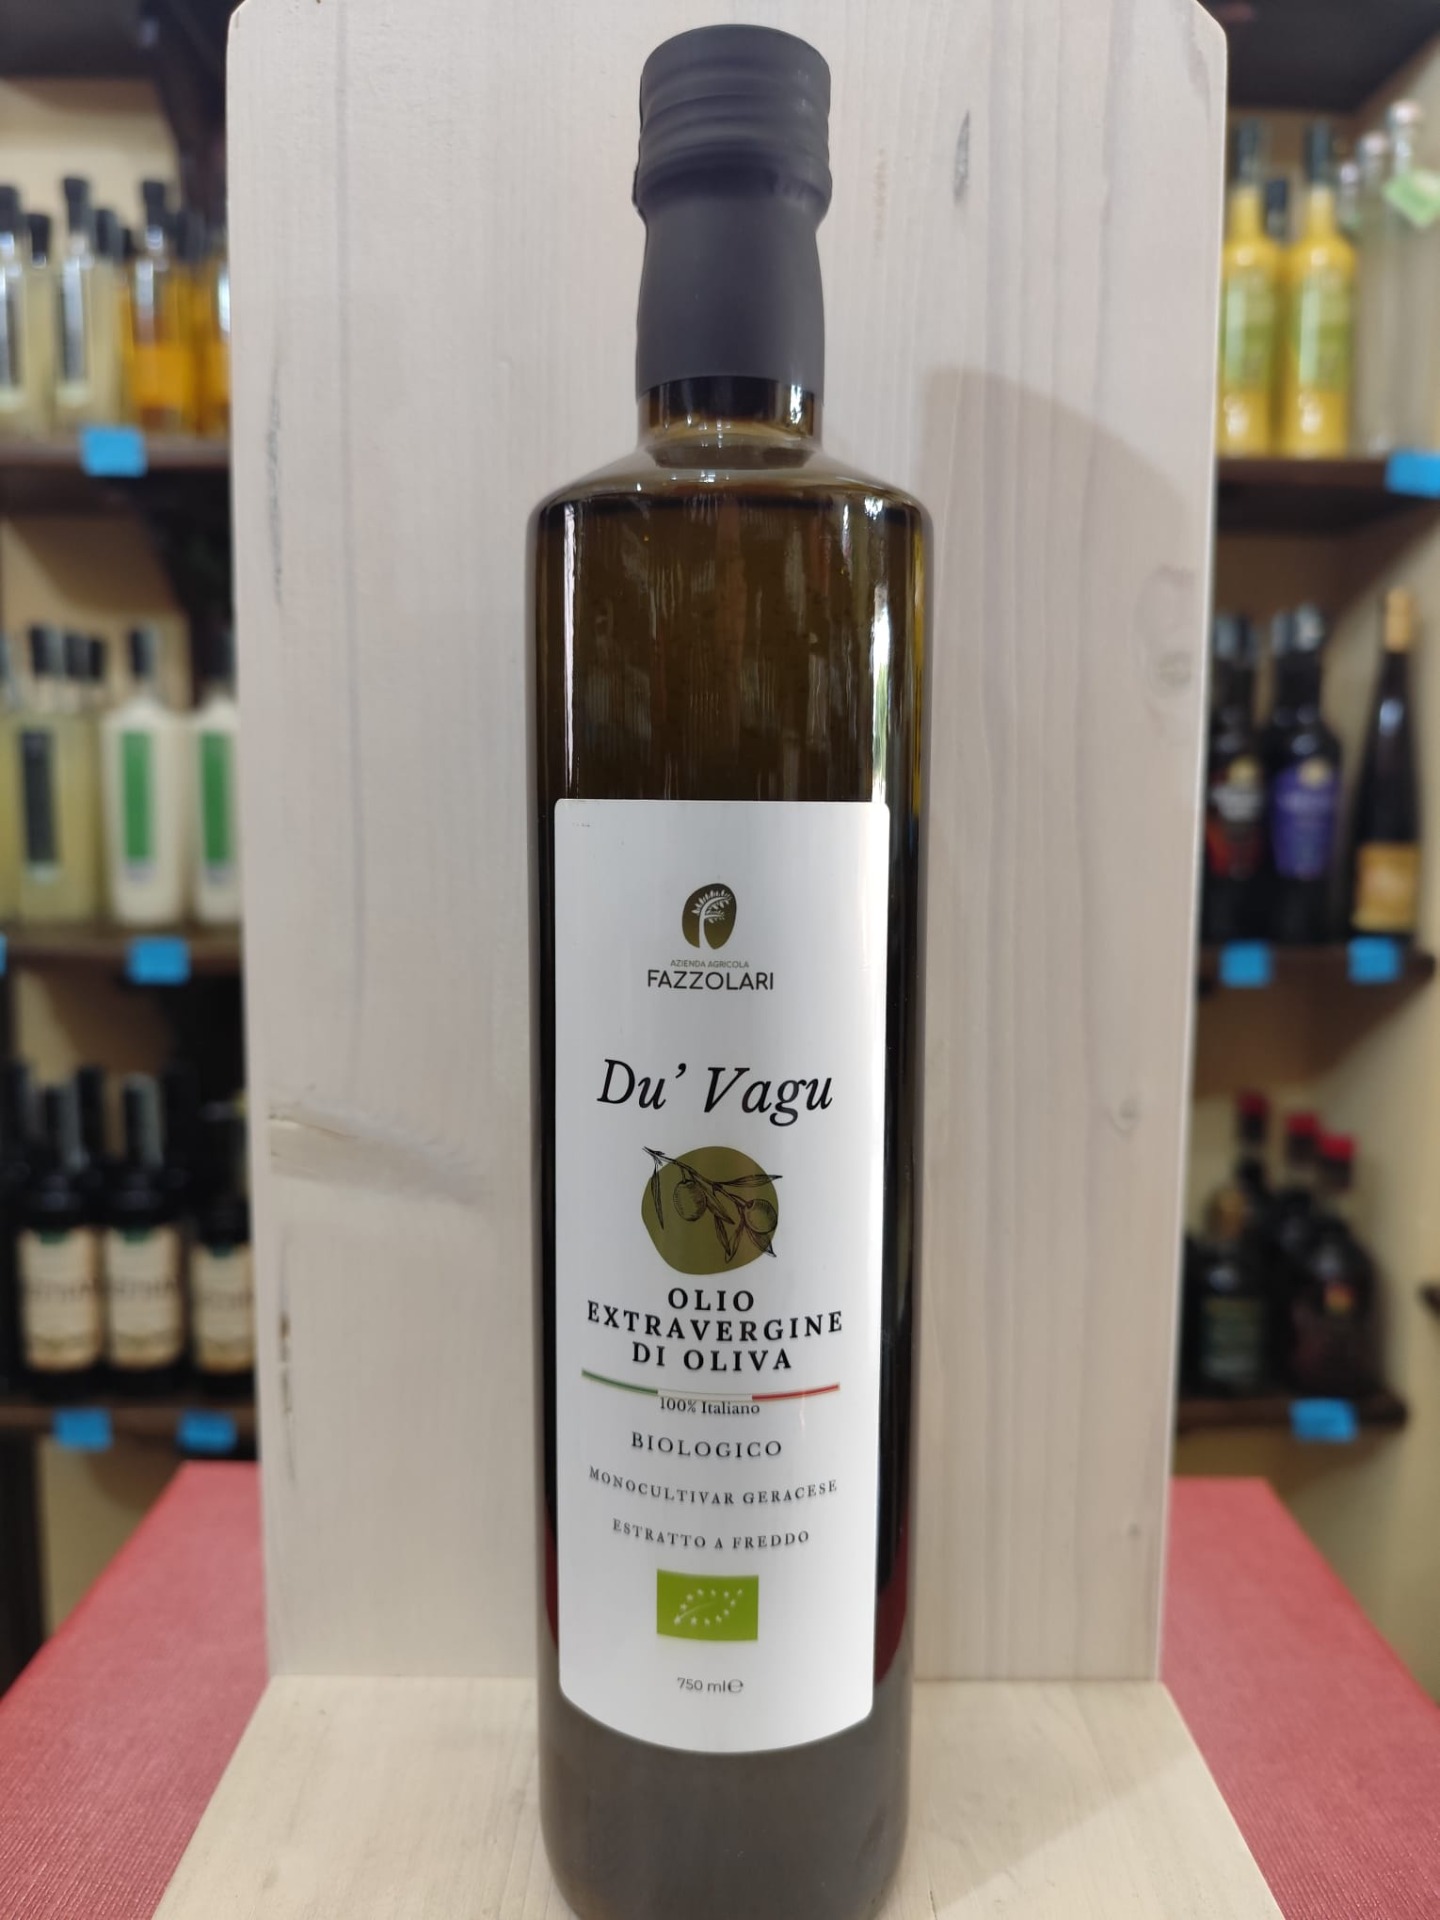 AZIENDA AGRICOLA
FAZZOLARI
Du' Vagu
OLIO
EXTRAVERGINE
DI OLIVA
100% Italiano
BIOLOGICO
MONOCULTIVAR GERACESE
ESTRATTO A FREDDO
750 ml℮